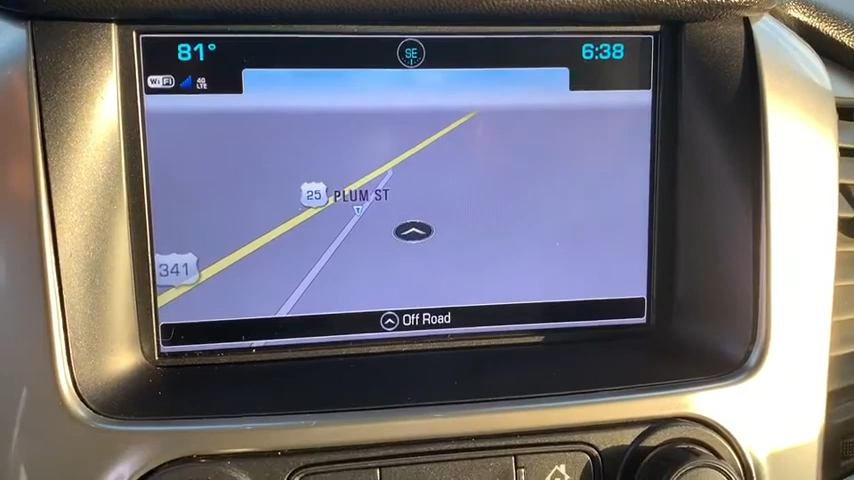 81°
SE
6:38
Wi Fi
4G
LTE
25
PLUM ST
341
Off Road